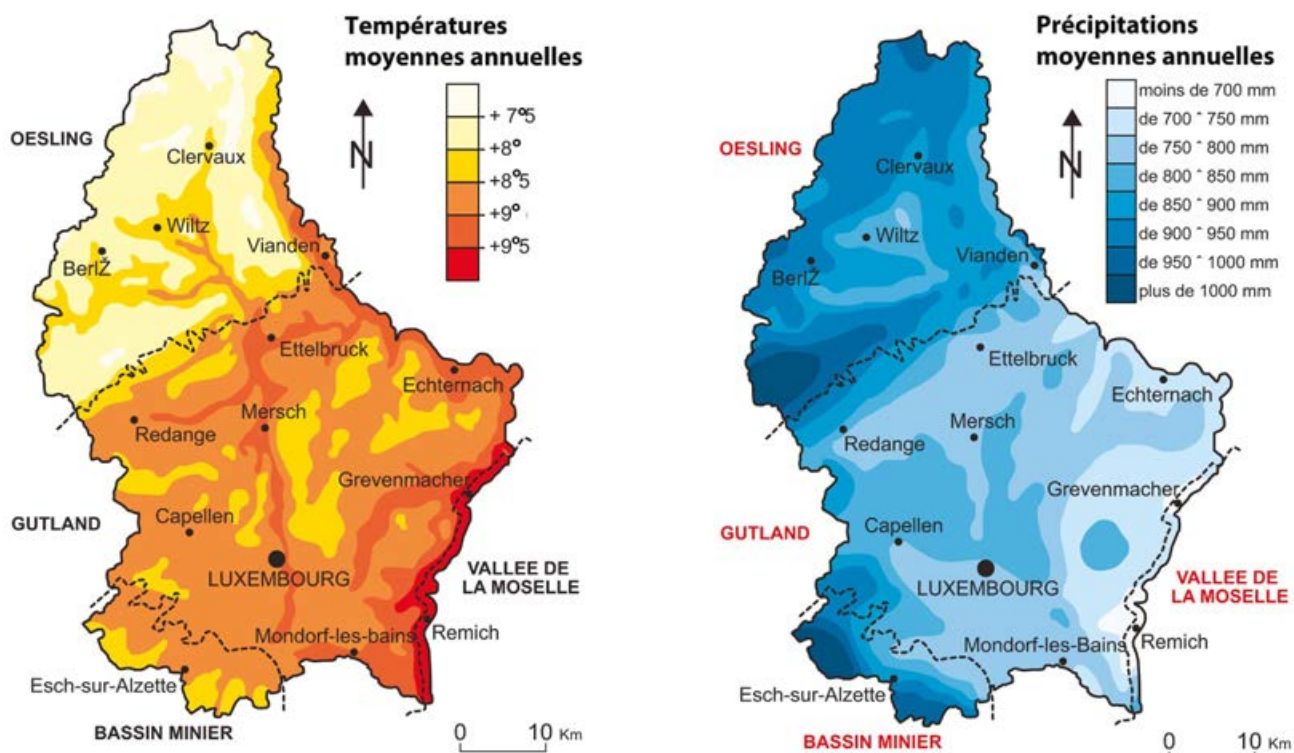 Températures
moyennes annuelles
+ 7°5
+8°
+8°5
+9°
+9°5
N
OESLING
Clervaux
Wiltz
BerlŽ
Vianden
Ettelbruck
Echternach
Mersch
Redange
Grevenmacher
GUTLAND
Capellen
LUXEMBOURG
VALLEE DE
LA MOSELLE
Mondorf-les-bains
Remich
Esch-sur-Alzette
BASSIN MINIER
0 10 Km
Précipitations
moyennes annuelles
moins de 700 mm
de 700 ˆ 750 mm
de 750 ˆ 800 mm
de 800 ˆ 850 mm
de 850 ˆ 900 mm
de 900 ˆ 950 mm
de 950 ˆ 1000 mm
plus de 1000 mm
N
OESLING
Clervaux
Wiltz
BerlŽ
Vianden
Ettelbruck
Echternach
Mersch
Redange
Grevenmacher
GUTLAND
Capellen
LUXEMBOURG
VALLEE DE
LA MOSELLE
Mondorf-les-Bains
Remich
Esch-sur-Alzette
BASSIN MINIER
0 10 Km